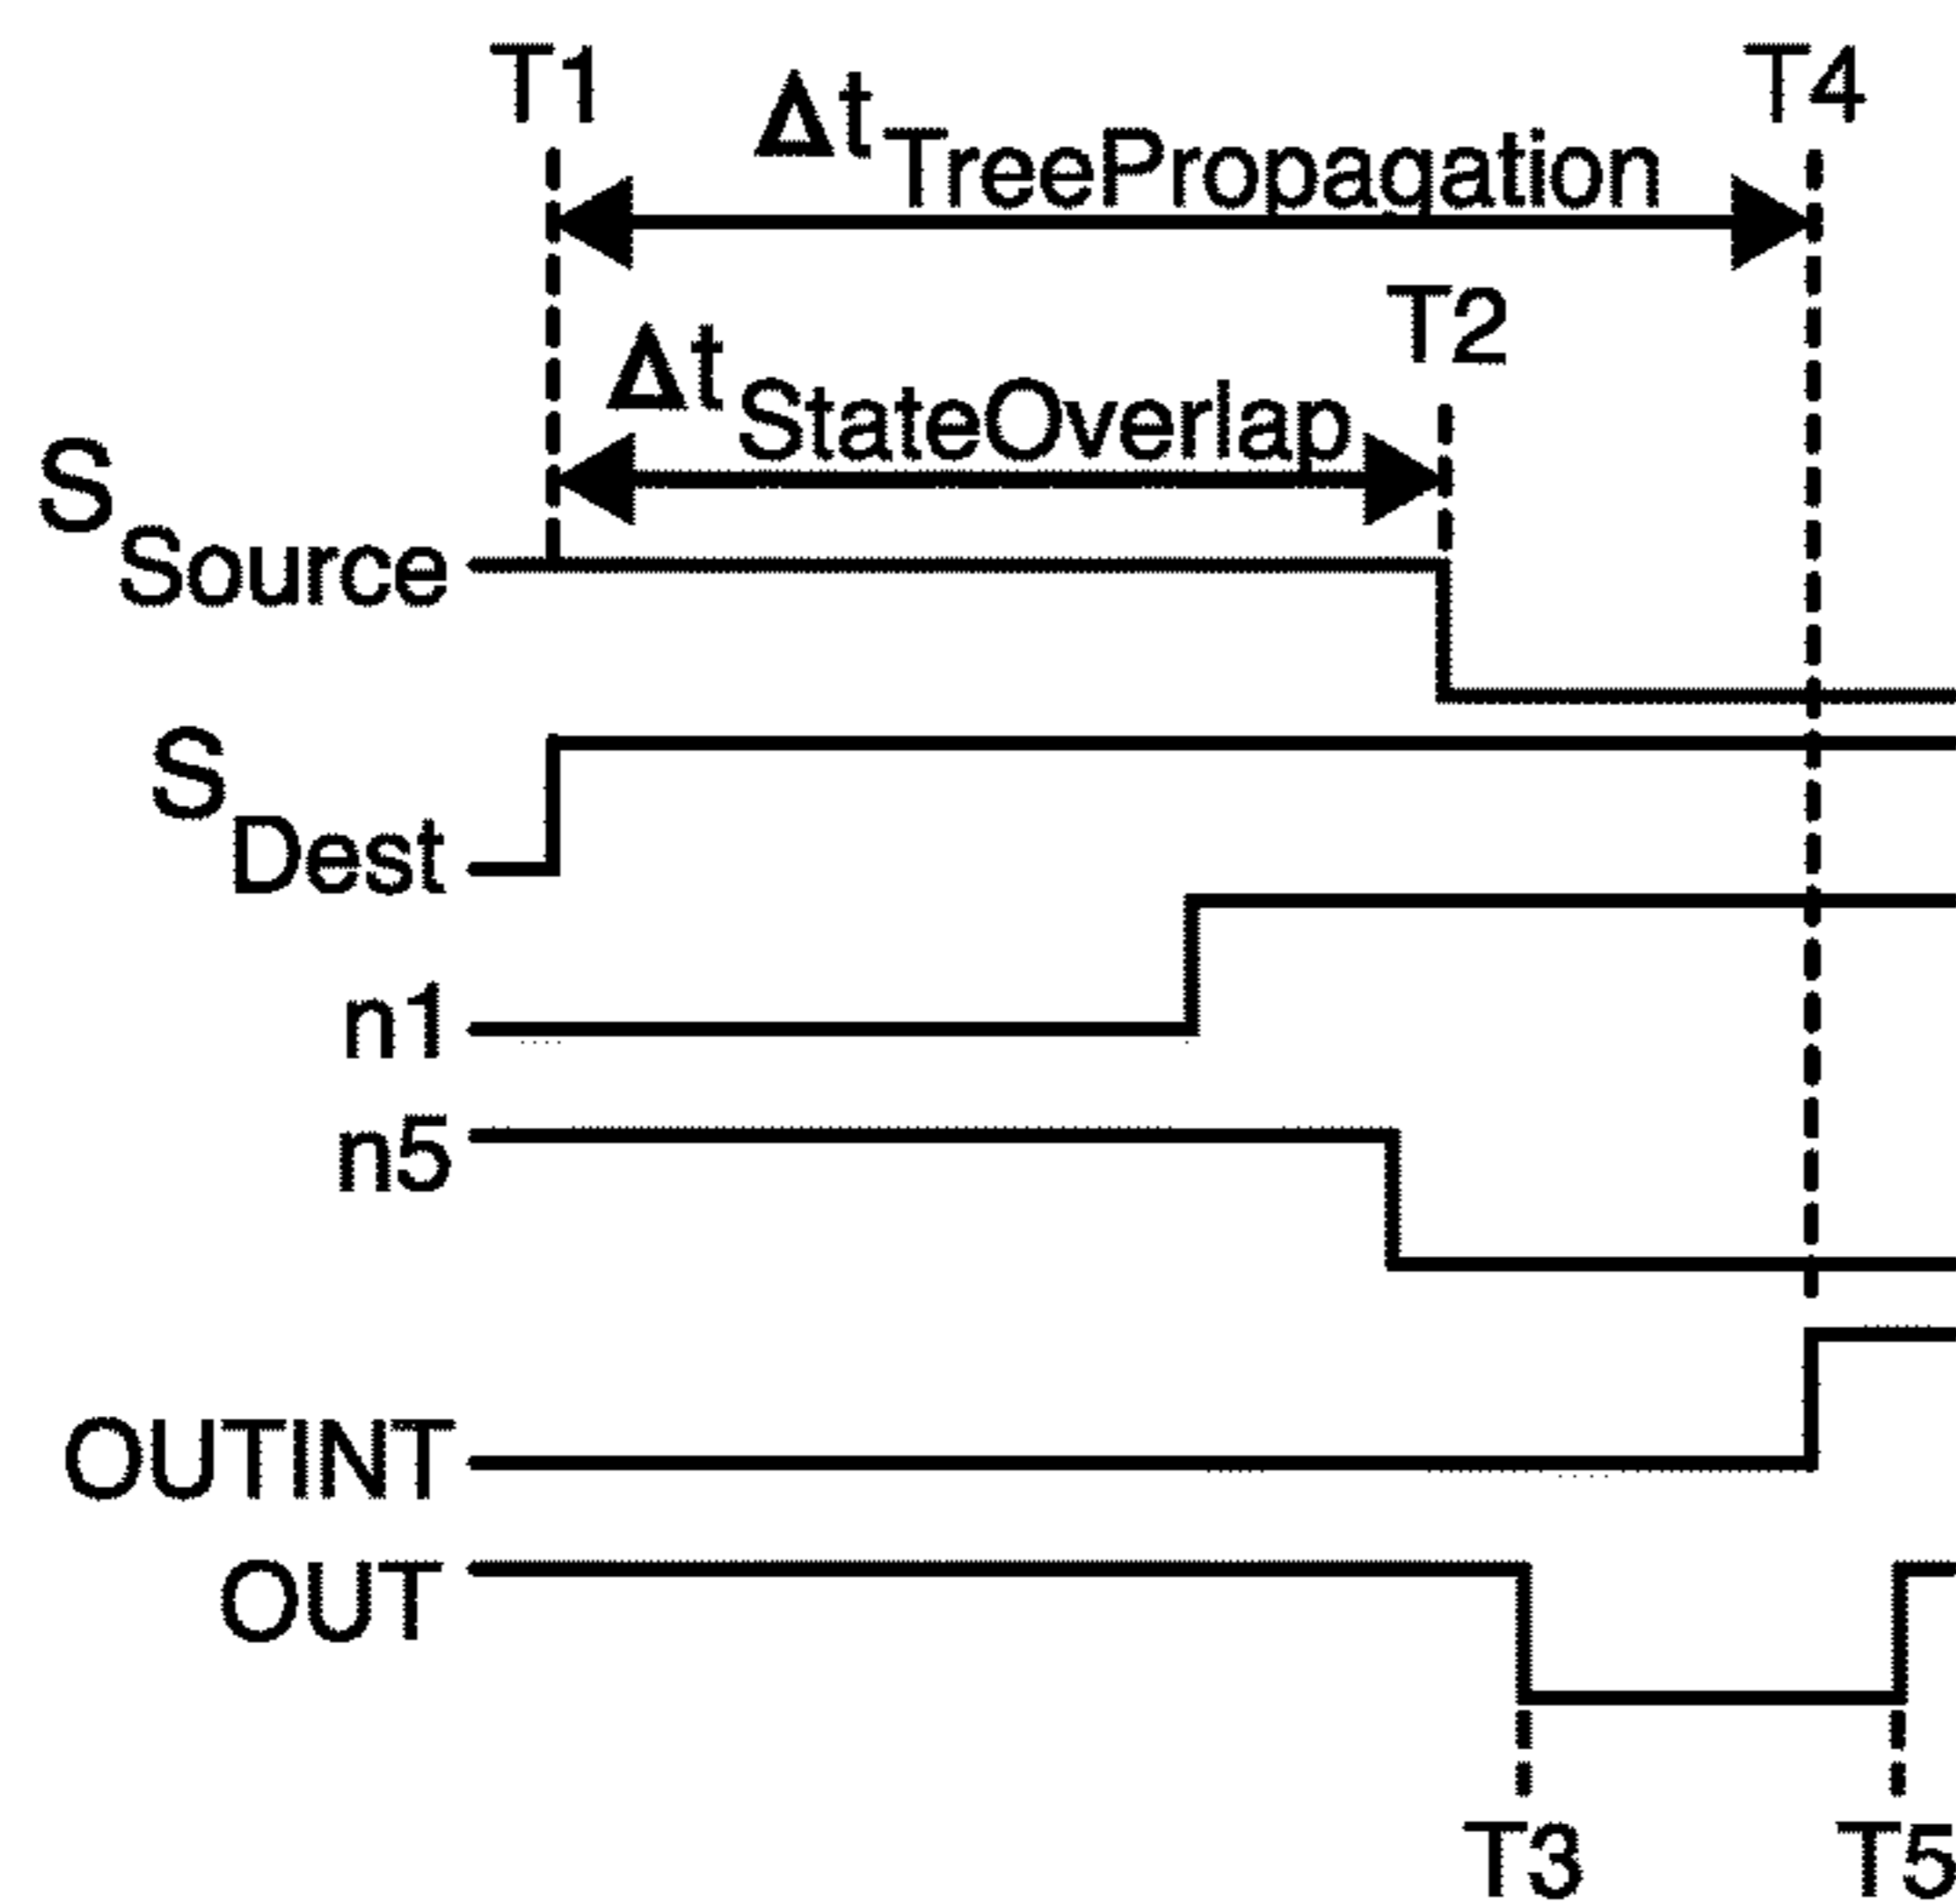 T1
Δt TreePropagation
T4
T2
Δt StateOverlap
S Source
S Dest
n1
n5
OUTINT
OUT
T3
T5